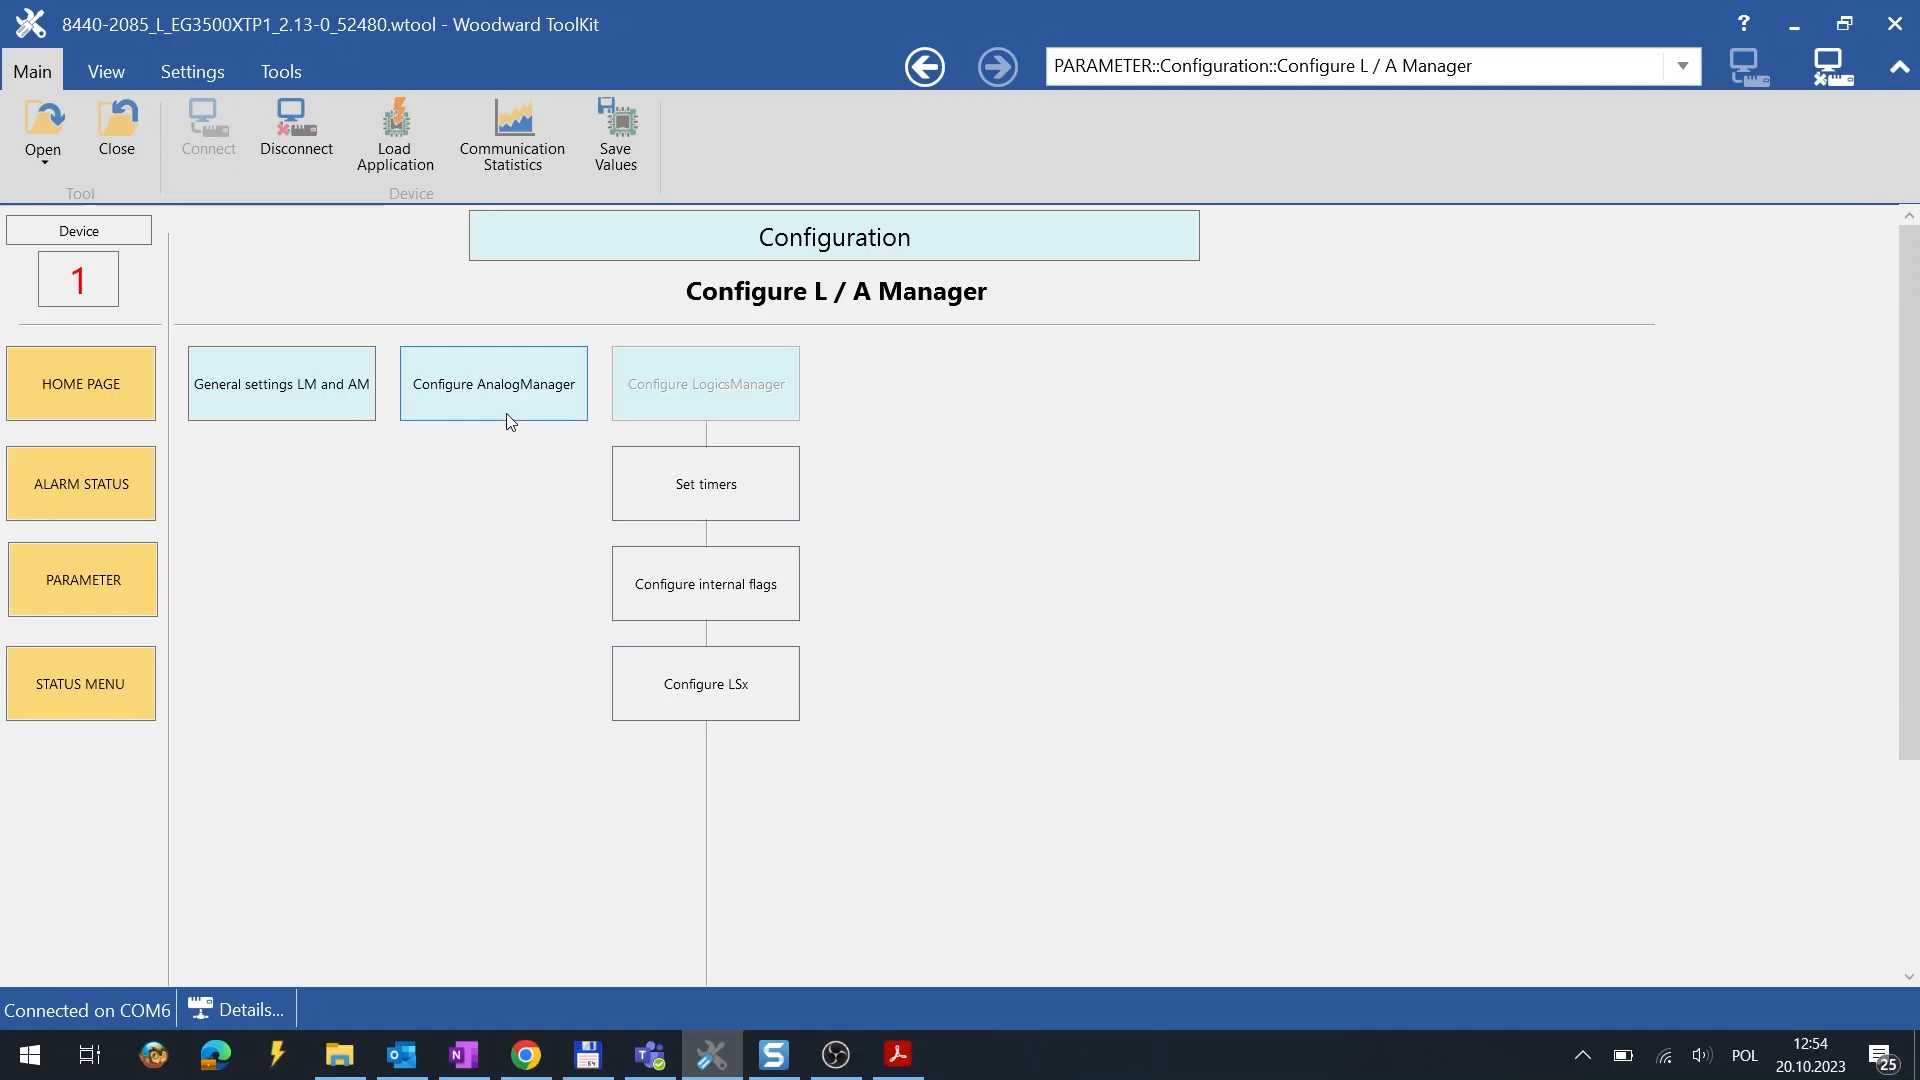 8440-2085_L_EG3500XTP1_2.13-0_52480.wtool - Woodward ToolKit
?
Main View Settings Tools
PARAMETER::Configuration::Configure L / A Manager
Open Close Connect Disconnect Load Application Communication Statistics Save Values
Tool Device
Device
1
Configuration
Configure L / A Manager
HOME PAGE
General settings LM and AM
Configure AnalogManager
Configure LogicsManager
ALARM STATUS
Set timers
PARAMETER
Configure internal flags
STATUS MENU
Configure LSx
Connected on COM6 Details...
N
64
S
POL
12:54
20.10.2023
25